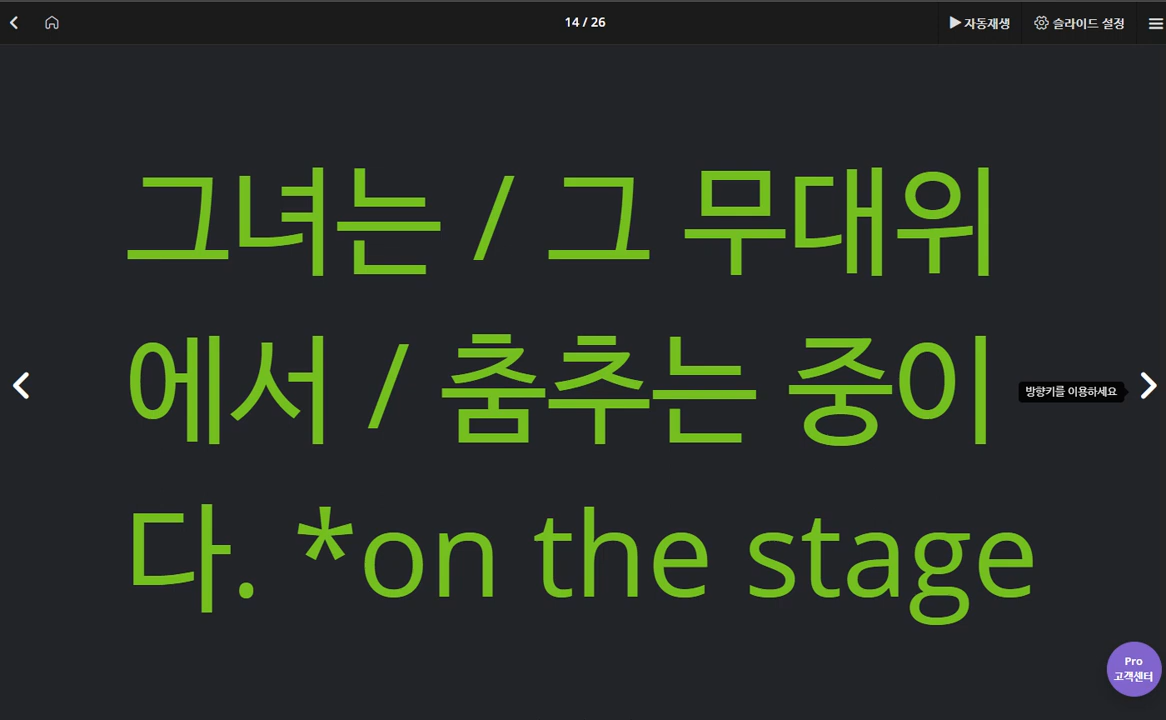 14 / 26
자동재생
슬라이드 설정
그녀는 / 그 무대위
에서 / 춤추는 중이
다. *on the stage
방향키를 이용하세요
Pro
고객센터